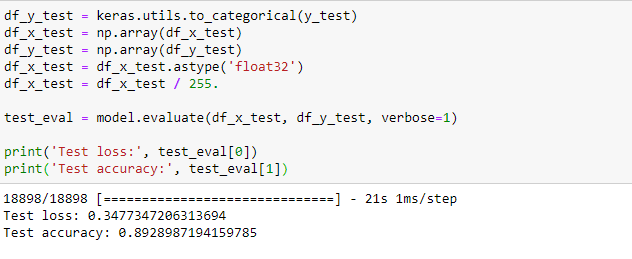 df_y_test = keras.utils.to_categorical(y_test)
df_x_test = np.array(df_x_test)
df_y_test = np.array(df_y_test)
df_x_test = df_x_test.astype('float32')
df_x_test = df_x_test / 255.
test_eval = model.evaluate(df_x_test, df_y_test, verbose=1)
print('Test loss:', test_eval[0])
print('Test accuracy:', test_eval[1])
18898/18898 [==============================] - 21s 1ms/step
Test loss: 0.3477347206313694
Test accuracy: 0.8928987194159785